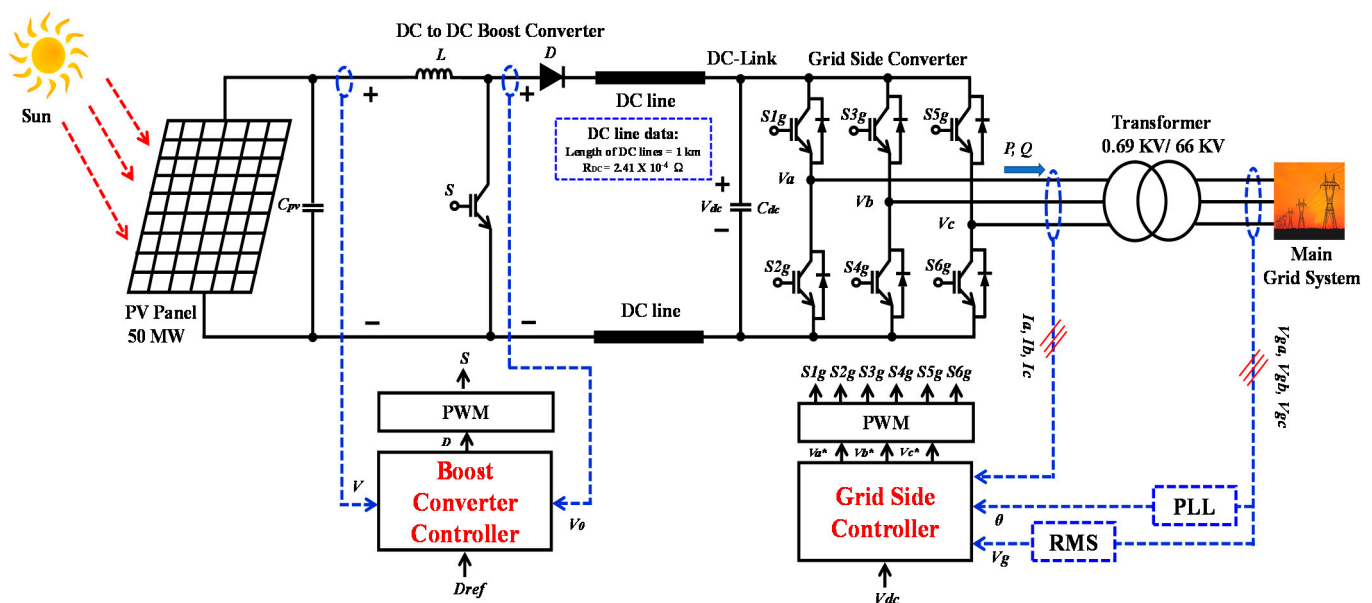 DC to DC Boost Converter
L
D
DC-Link
Grid Side Converter
Sun
DC line
DC line data:
Length of DC lines = 1 km
RDC = 2.41 X 10-4 Ω
S1g
S3g
S5g
P, Q
Transformer
0.69 KV/ 66 KV
Cpv
S
Vdc
Cdc
Va
Vb
Vc
S2g
S4g
S6g
Main
Grid System
PV Panel
50 MW
DC line
Ia, Ib, Ic
Vga, Vgb, Vgc
S
PWM
D
Boost
Converter
Controller
V
V0
Dref
S1g S2g S3g S4g S5g S6g
PWM
Va* Vb* Vc*
Grid Side
Controller
θ
PLL
Vg
RMS
Vdc